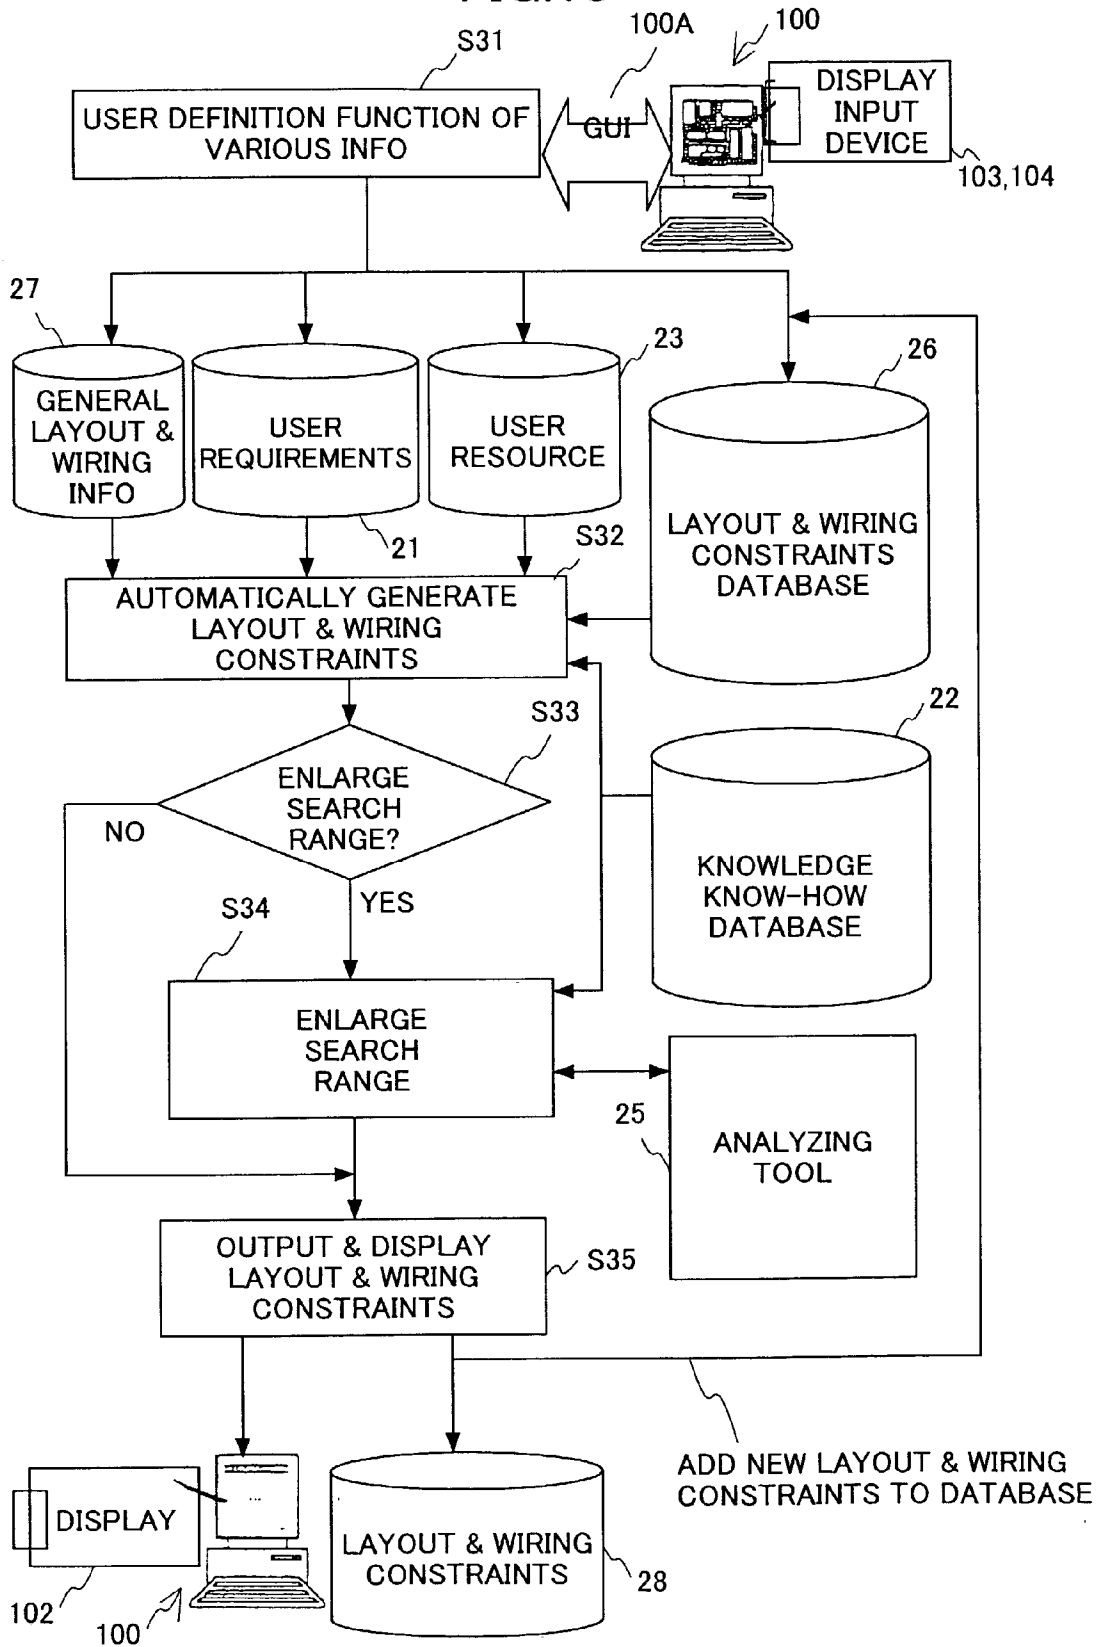 100A
100
S31
USER DEFINITION FUNCTION OF
VARIOUS INFO
GUI
DISPLAY
INPUT
DEVICE
103,104
27
23
26
GENERAL
LAYOUT &
WIRING
INFO
USER
REQUIREMENTS
USER
RESOURCE
21
LAYOUT & WIRING
CONSTRAINTS
DATABASE
S32
AUTOMATICALLY GENERATE
LAYOUT & WIRING
CONSTRAINTS
22
S33
ENLARGE
SEARCH
RANGE?
NO
YES
KNOWLEDGE
KNOW-HOW
DATABASE
S34
ENLARGE
SEARCH
RANGE
25
ANALYZING
TOOL
OUTPUT & DISPLAY
LAYOUT & WIRING
CONSTRAINTS
S35
ADD NEW LAYOUT & WIRING
CONSTRAINTS TO DATABASE
DISPLAY
102
100
LAYOUT & WIRING
CONSTRAINTS
28